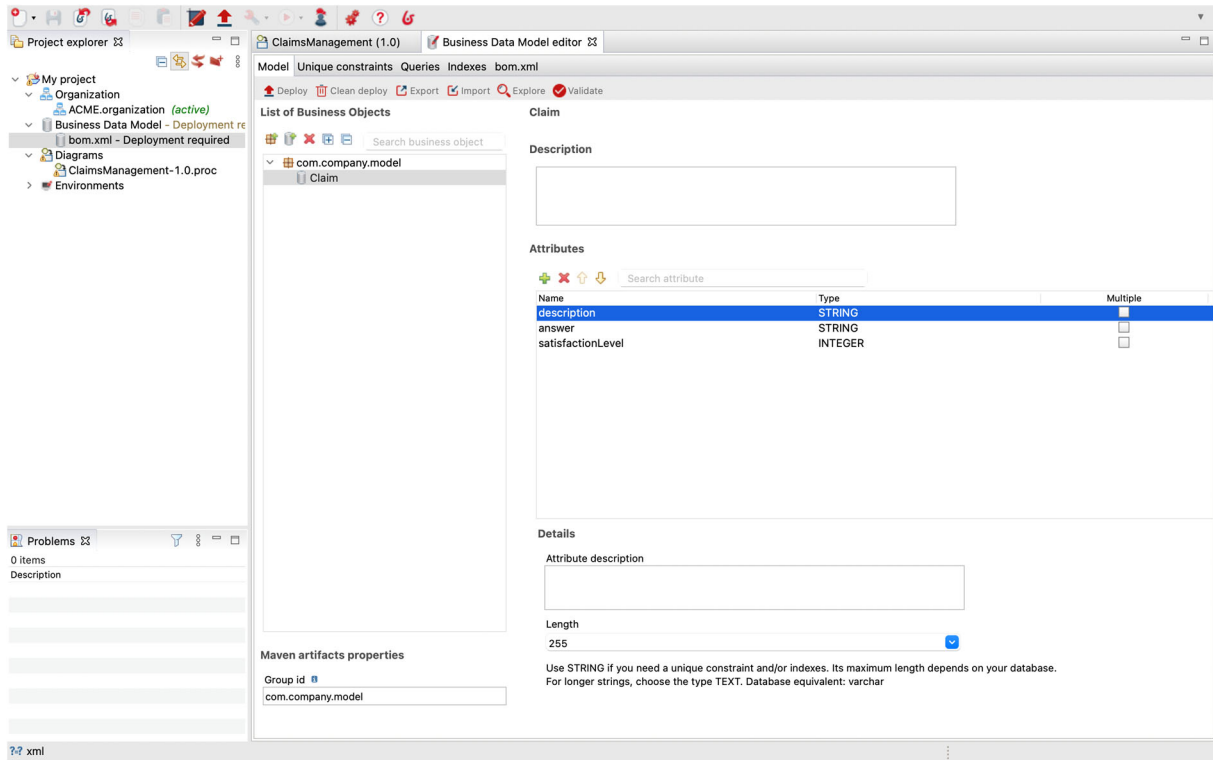 Project explorer
My project
Organization
ACME.organization (active)
Business Data Model - Deployment re
bom.xml - Deployment required
Diagrams
ClaimsManagement-1.0.proc
Environments
Problems
0 items
Description
ClaimsManagement (1.0)
Business Data Model editor
Model Unique constraints Queries Indexes bom.xml
Deploy Clean deploy Export Import Explore Validate
List of Business Objects
Search business object
com.company.model
Claim
Maven artifacts properties
Group id
com.company.model
Claim
Description
Attributes
Search attribute
Name Type Multiple
description STRING
answer STRING
satisfactionLevel INTEGER
Details
Attribute description
Length
255
Use STRING if you need a unique constraint and/or indexes. Its maximum length depends on your database.
For longer strings, choose the type TEXT. Database equivalent: varchar
xml